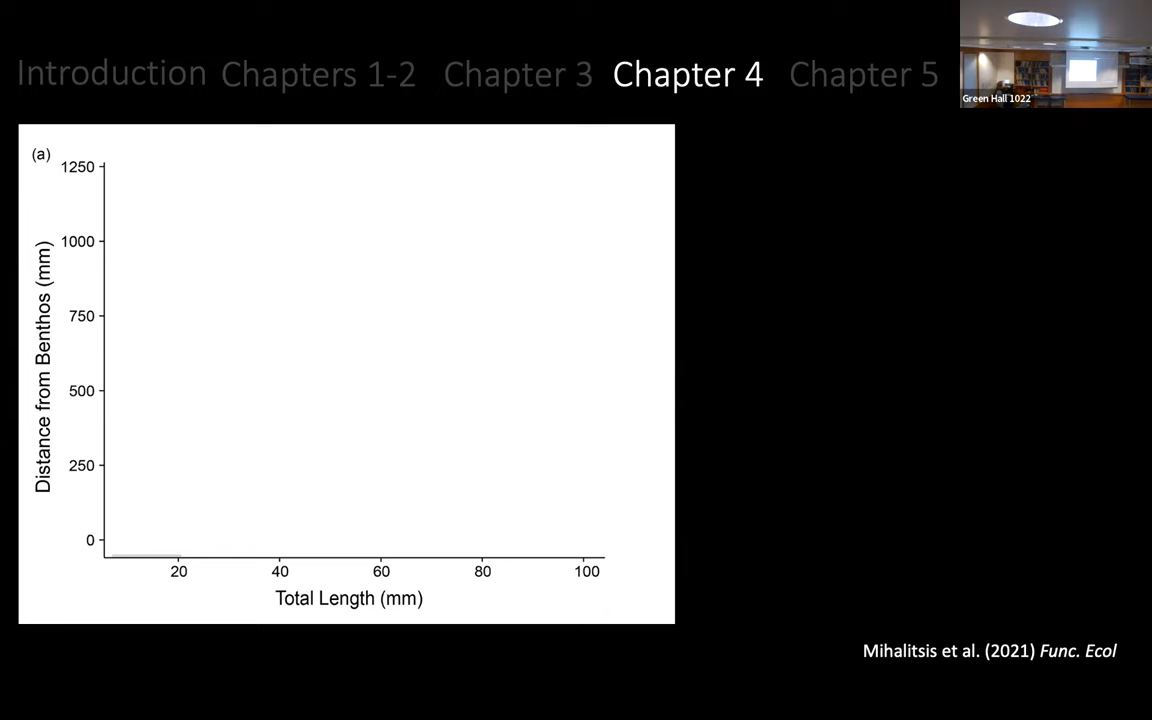 Introduction Chapters 1-2 Chapter 3 Chapter 4 Chapter 5
Green Hall 1022
(a)
1250
1000
750
500
250
0
Distance from Benthos (mm)
20 40 60 80 100
Total Length (mm)
Mihalitsis et al. (2021) Func. Ecol